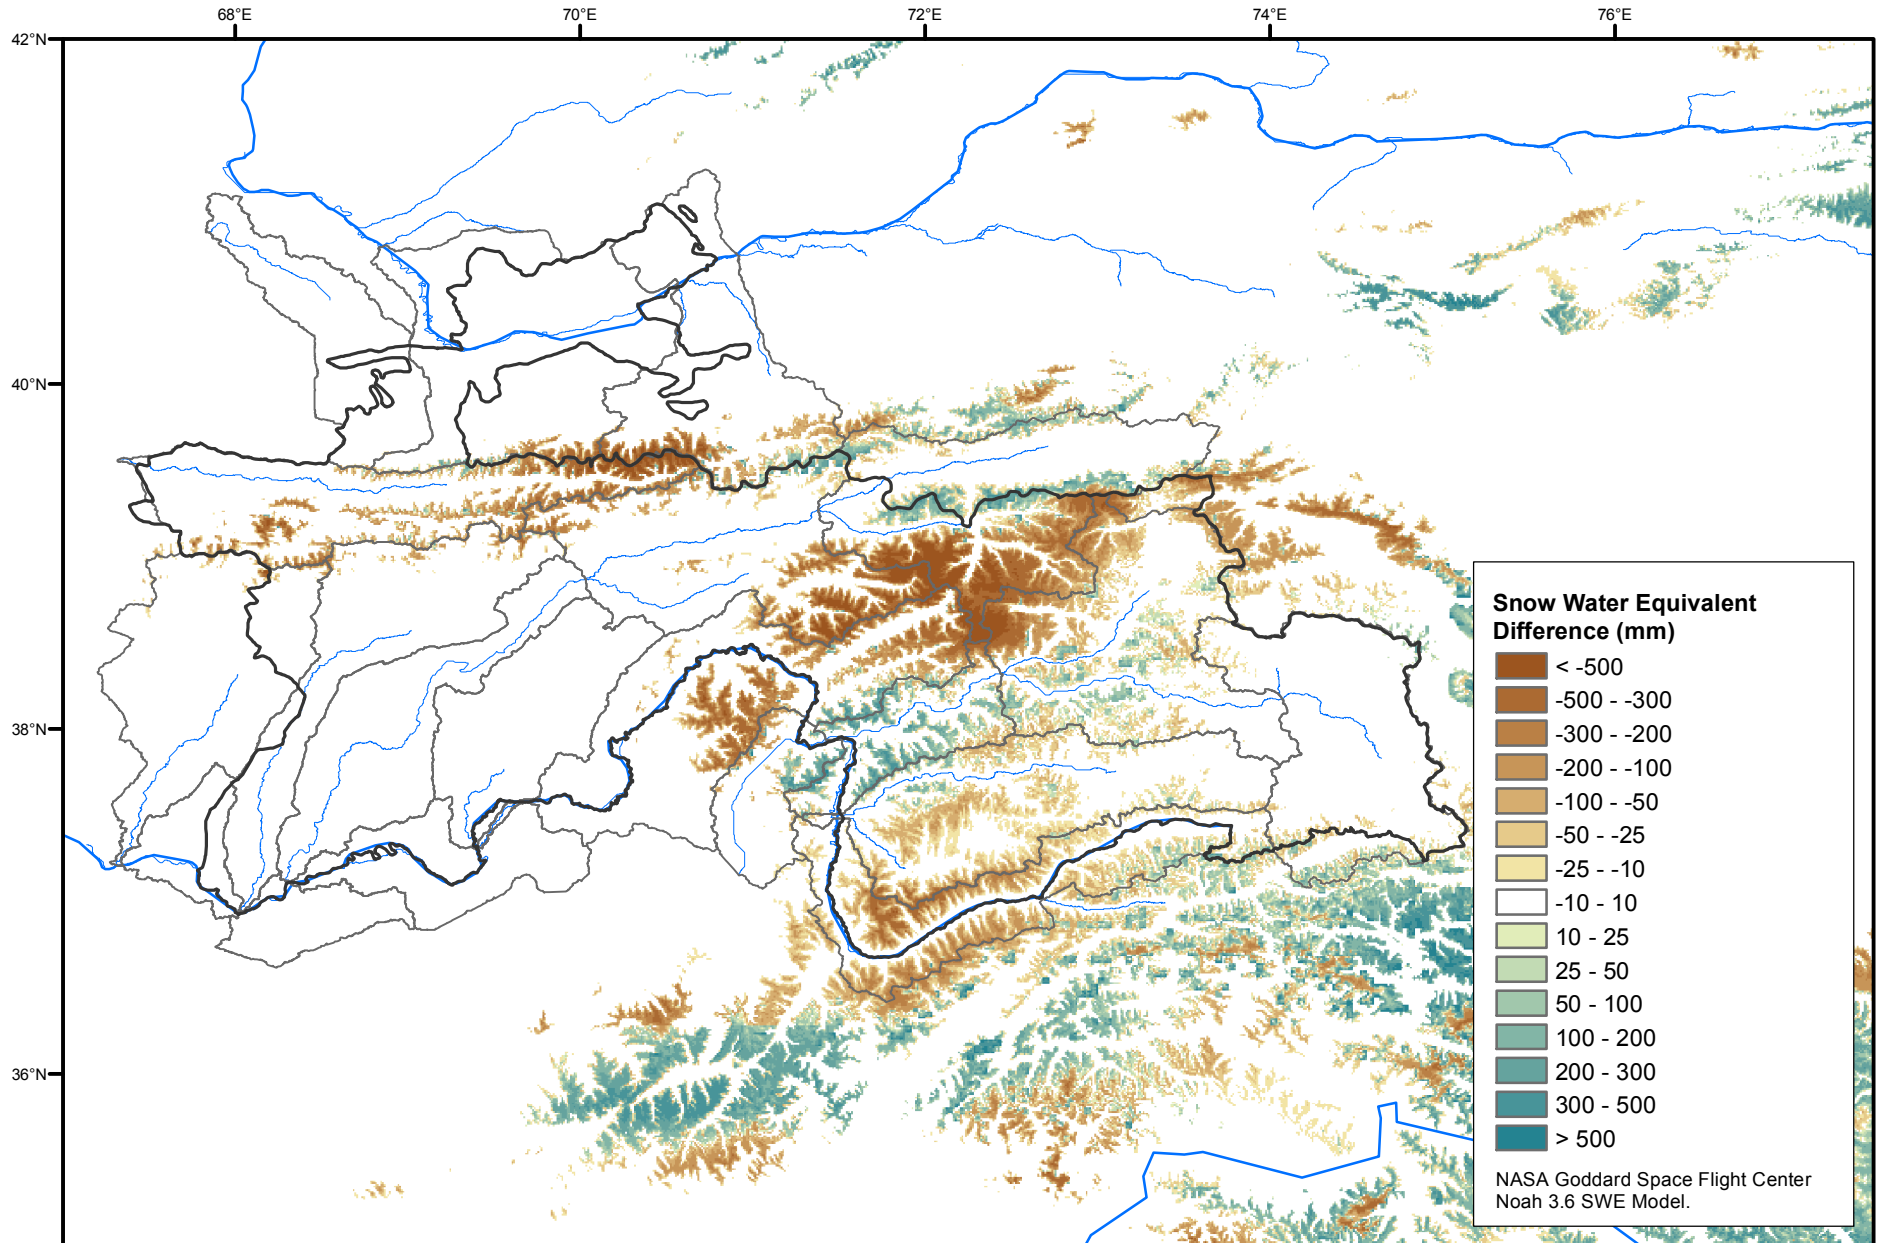 68°E
70°E
72°E
74°E
76°E
42°N
40°N
38°N
36°N
Snow Water Equivalent
Difference (mm)
< -500
-500 - -300
-300 - -200
-200 - -100
-100 - -50
-50 - -25
-25 - -10
-10 - 10
10 - 25
25 - 50
50 - 100
100 - 200
200 - 300
300 - 500
> 500
NASA Goddard Space Flight Center
Noah 3.6 SWE Model.